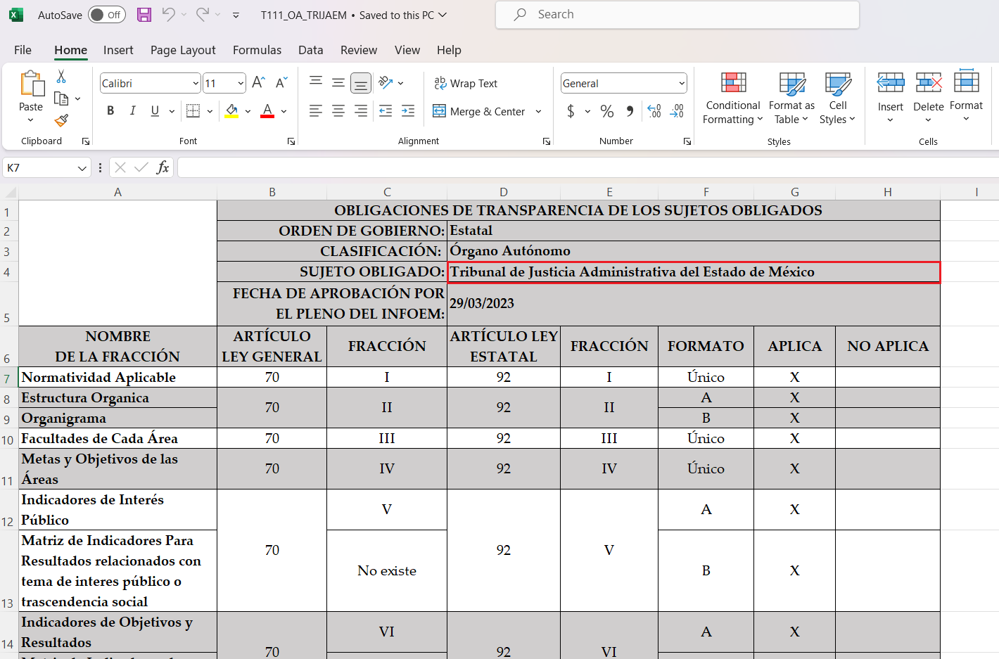 AutoSave Off T111_OA_TRIJAEM • Saved to this PC Search
File Home Insert Page Layout Formulas Data Review View Help
Calibri 11 A A ab Wrap Text General
Paste B I U A Merge & Center $ % , .00 .00 Conditional Formatting Format as Table Cell Styles Insert Delete Format
Clipboard Font Alignment Number Styles Cells
K7 fx
A B C D E F G H I
1 OBLIGACIONES DE TRANSPARENCIA DE LOS SUJETOS OBLIGADOS
2 ORDEN DE GOBIERNO: Estatal
3 CLASIFICACIÓN: Órgano Autónomo
4 SUJETO OBLIGADO: Tribunal de Justicia Administrativa del Estado de México
5 FECHA DE APROBACIÓN POR EL PLENO DEL INFOEM: 29/03/2023
6 NOMBRE DE LA FRACCIÓN ARTÍCULO LEY GENERAL FRACCIÓN ARTÍCULO LEY ESTATAL FRACCIÓN FORMATO APLICA NO APLICA
7 Normatividad Aplicable 70 I 92 I Único X
8 Estructura Organica 70 II 92 II A X
9 Organigrama B X
10 Facultades de Cada Área 70 III 92 III Único X
11 Metas y Objetivos de las Áreas 70 IV 92 IV Único X
12 Indicadores de Interés Público 70 V 92 V A X
13 Matriz de Indicadores Para Resultados relacionados con tema de interes público o trascendencia social No existe B X
14 Indicadores de Objetivos y Resultados 70 VI 92 VI A X